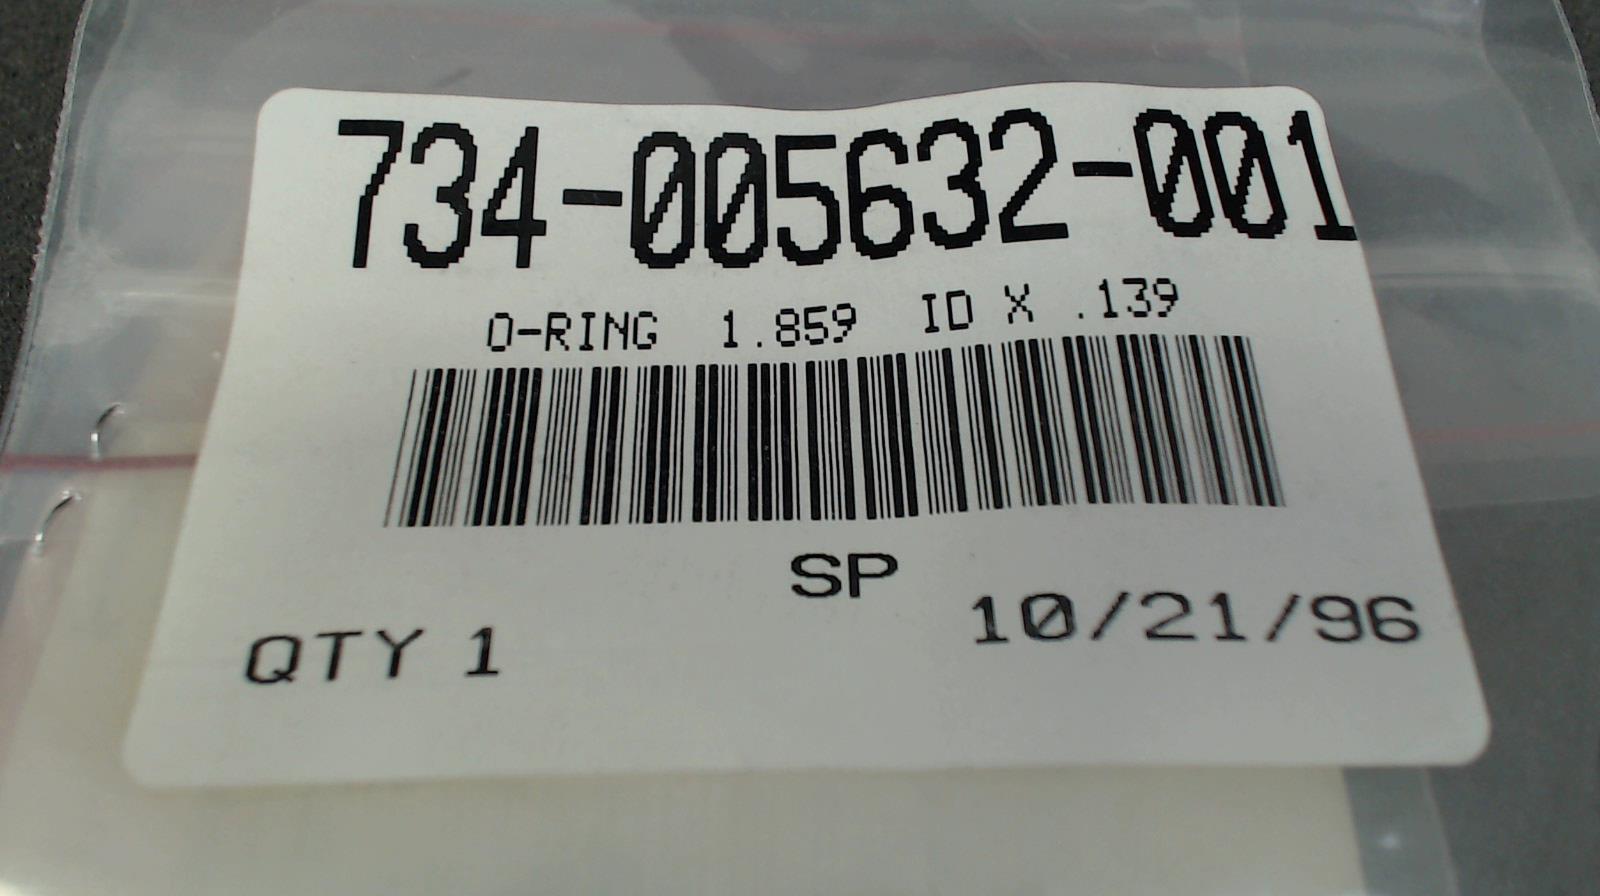 734-005632-001
O-RING 1.859 ID X .139
SP
QTY 1 10/21/96